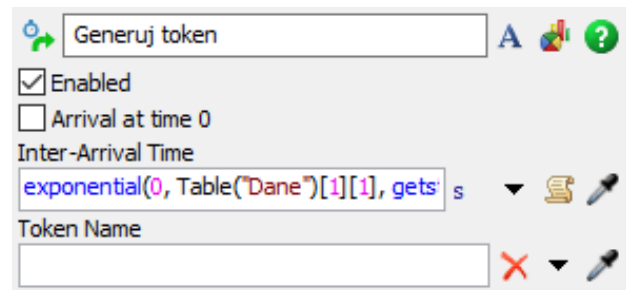 Generuj token A ?
Enabled
Arrival at time 0
Inter-Arrival Time
exponential(0, Table("Dane")[1][1], gets s
Token Name